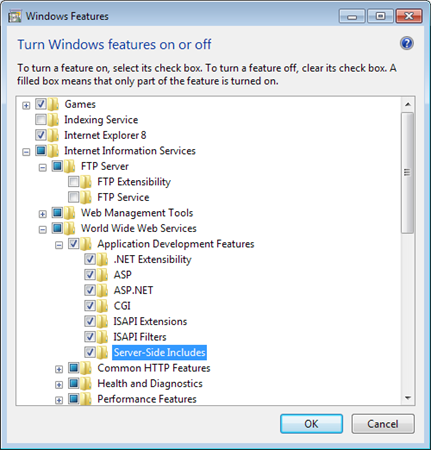 Windows Features
Turn Windows features on or off
To turn a feature on, select its check box. To turn a feature off, clear its check box. A
filled box means that only part of the feature is turned on.
Games
Indexing Service
Internet Explorer 8
Internet Information Services
FTP Server
FTP Extensibility
FTP Service
Web Management Tools
World Wide Web Services
Application Development Features
.NET Extensibility
ASP
ASP.NET
CGI
ISAPI Extensions
ISAPI Filters
Server-Side Includes
Common HTTP Features
Health and Diagnostics
Performance Features
OK
Cancel